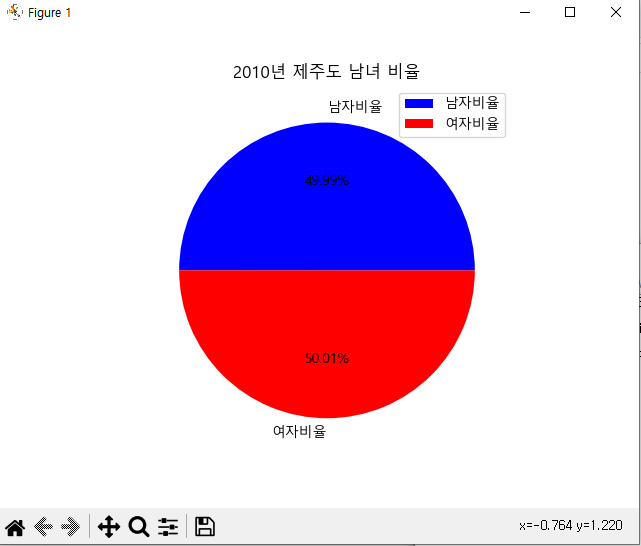 Figure 1
2010년 제주도 남녀 비율
남자비율
남자비율
여자비율
49.99%
50.01%
여자비율
x=-0.764 y=1.220